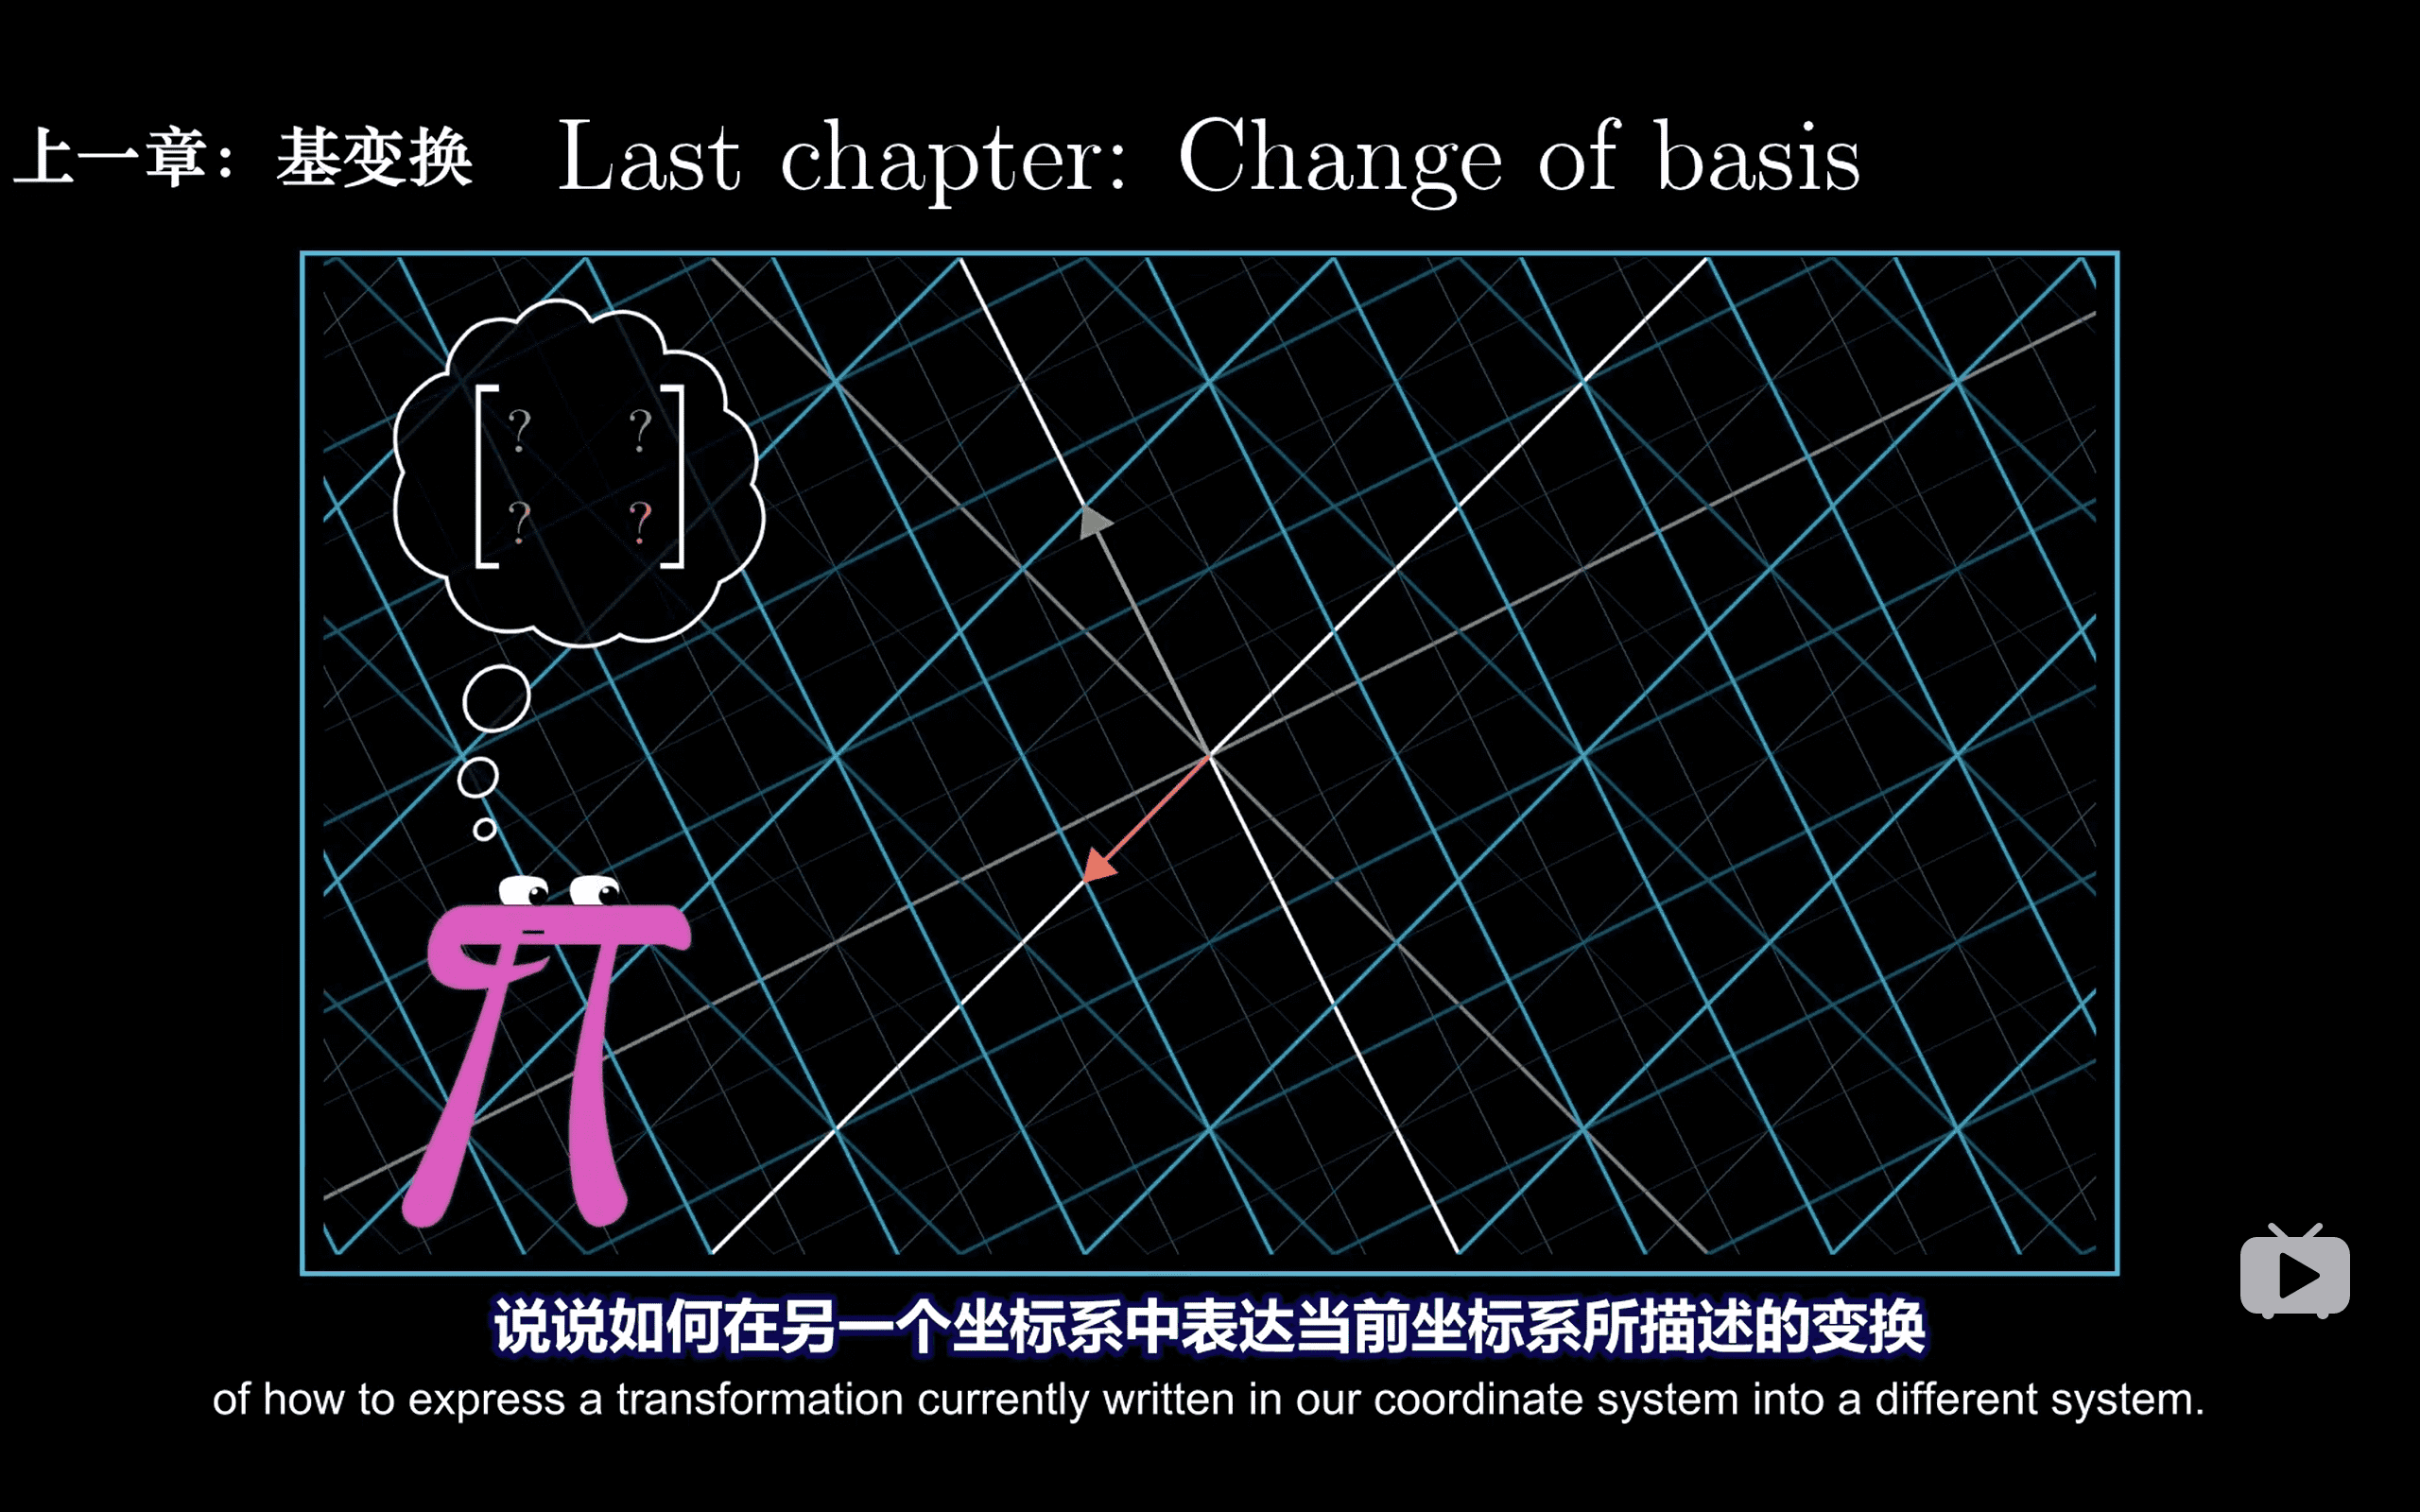 上一章：基变换 Last chapter: Change of basis
? ?
? ?
说说如何在另一个坐标系中表达当前坐标系所描述的变换
of how to express a transformation currently written in our coordinate system into a different system.